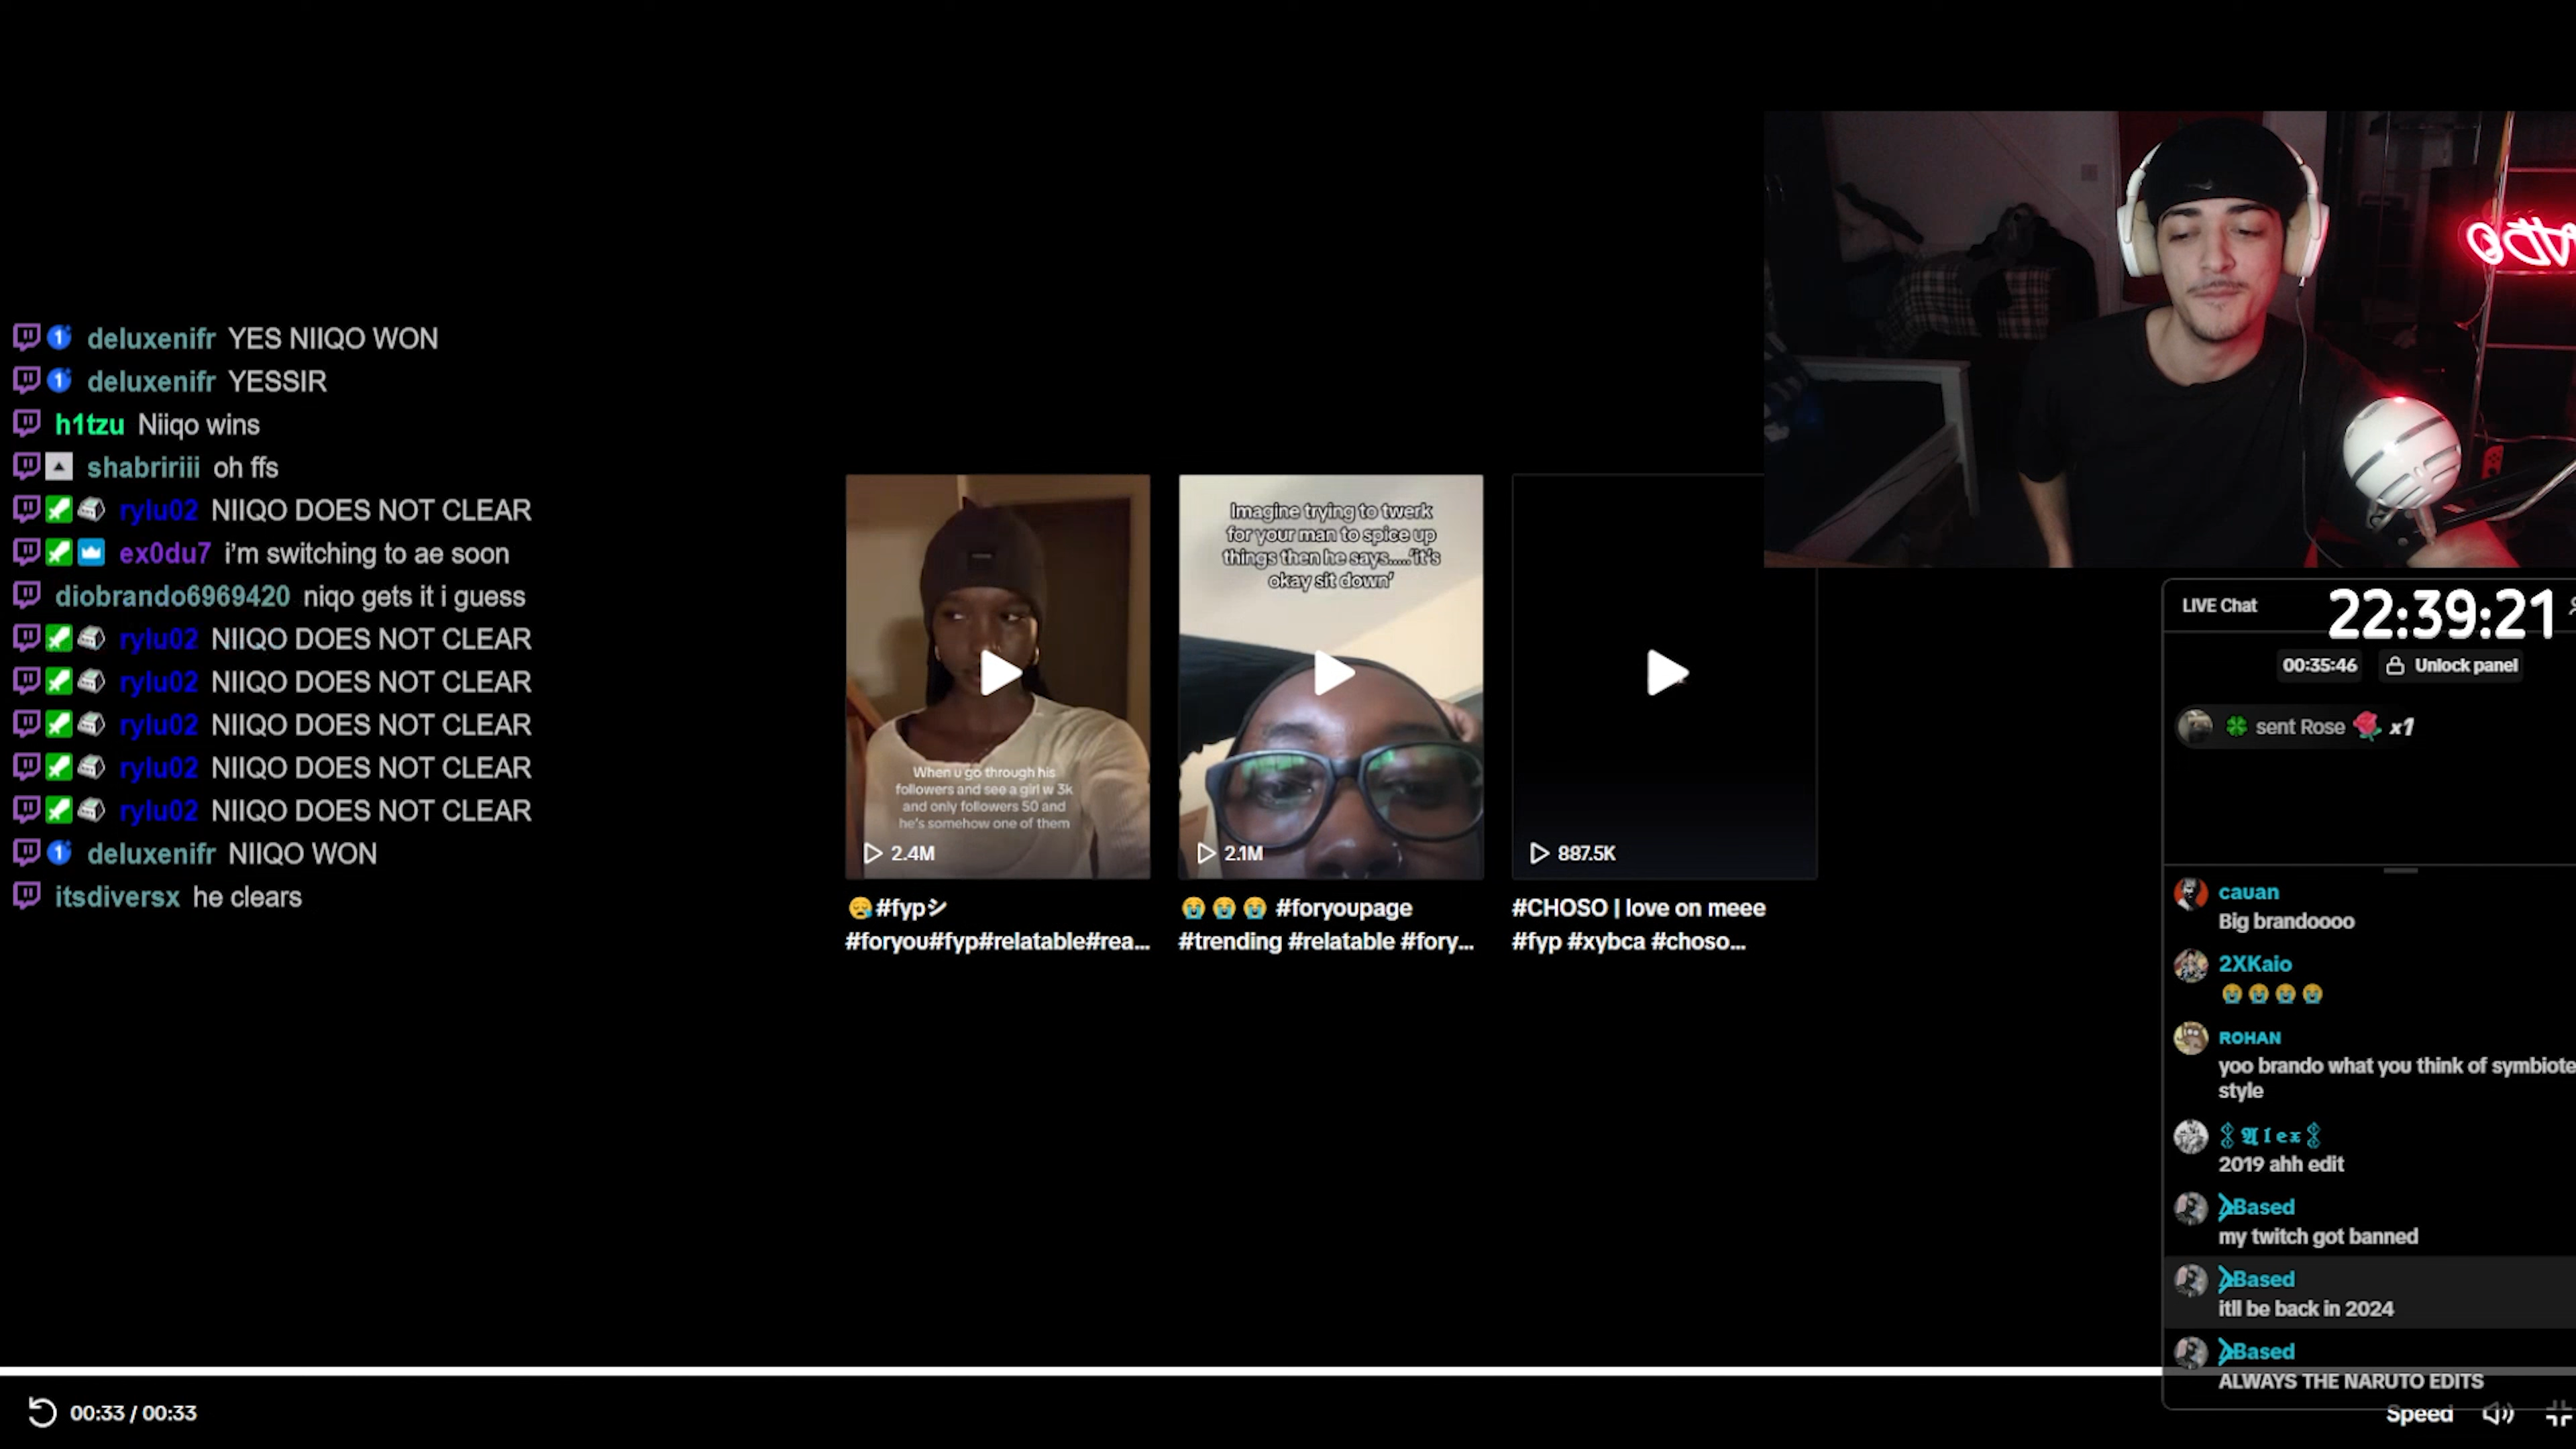 deluxenifr YES NIIQO WON
deluxenifr YESSIR
h1tzu Niiqo wins
shabririii oh ffs
rylu02 NIIQO DOES NOT CLEAR
ex0du7 i'm switching to ae soon
diobrando6969420 niqo gets it i guess
rylu02 NIIQO DOES NOT CLEAR
rylu02 NIIQO DOES NOT CLEAR
rylu02 NIIQO DOES NOT CLEAR
rylu02 NIIQO DOES NOT CLEAR
rylu02 NIIQO DOES NOT CLEAR
deluxenifr NIIQO WON
itsdiversx he clears
When u go through his
followers and see a girl w 3k
and only followers 50 and
he's somehow one of them
2.4M
😪#fypシ
#foryou#fyp#relatable#rea...
Imagine trying to twerk
for your man to spice up
things then he says.....'it's
okay sit down'
2.1M
😭😭😭 #foryoupage
#trending #relatable #fory...
887.5K
#CHOSO | love on meee
#fyp #xybca #choso...
LIVE Chat
22:39:21
00:35:46 Unlock panel
🍀 sent Rose 🌹 x1
cauan
Big brandoooo
2XKaio
😭😭😭😭
ROHAN
yoo brando what you think of symbiote
style
𝕬𝖑𝖊𝖝
2019 ahh edit
Based
my twitch got banned
Based
itll be back in 2024
Based
ALWAYS THE NARUTO EDITS
00:33 / 00:33
Speed